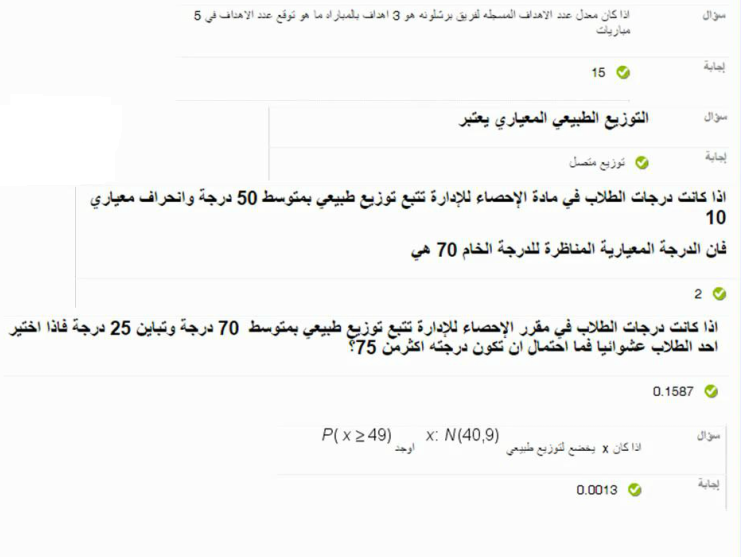 سؤال
اذا كان معدل عدد الاهداف المسجله لفريق برشلونه هو 3 اهداف بالمباراه ما هو توقع عدد الاهداف في 5
مباريات
إجابة
15
سؤال
التوزيع الطبيعي المعياري يعتبر
إجابة
توزيع متصل
اذا كانت درجات الطلاب في مادة الإحصاء للإدارة تتبع توزيع طبيعي بمتوسط 50 درجة وانحراف معياري
10
فان الدرجة المعيارية المناظرة للدرجة الخام 70 هي
2
اذا كانت درجات الطلاب في مقرر الإحصاء للإدارة تتبع توزيع طبيعي بمتوسط 70 درجة وتباين 25 درجة فاذا اختير
احد الطلاب عشوائيا فما احتمال ان تكون درجته اكثرمن 75؟
0.1587
سؤال
اذا كان x يخضع لتوزيع طبيعي x: N(40,9) اوجد P( x ≥ 49)
إجابة
0.0013